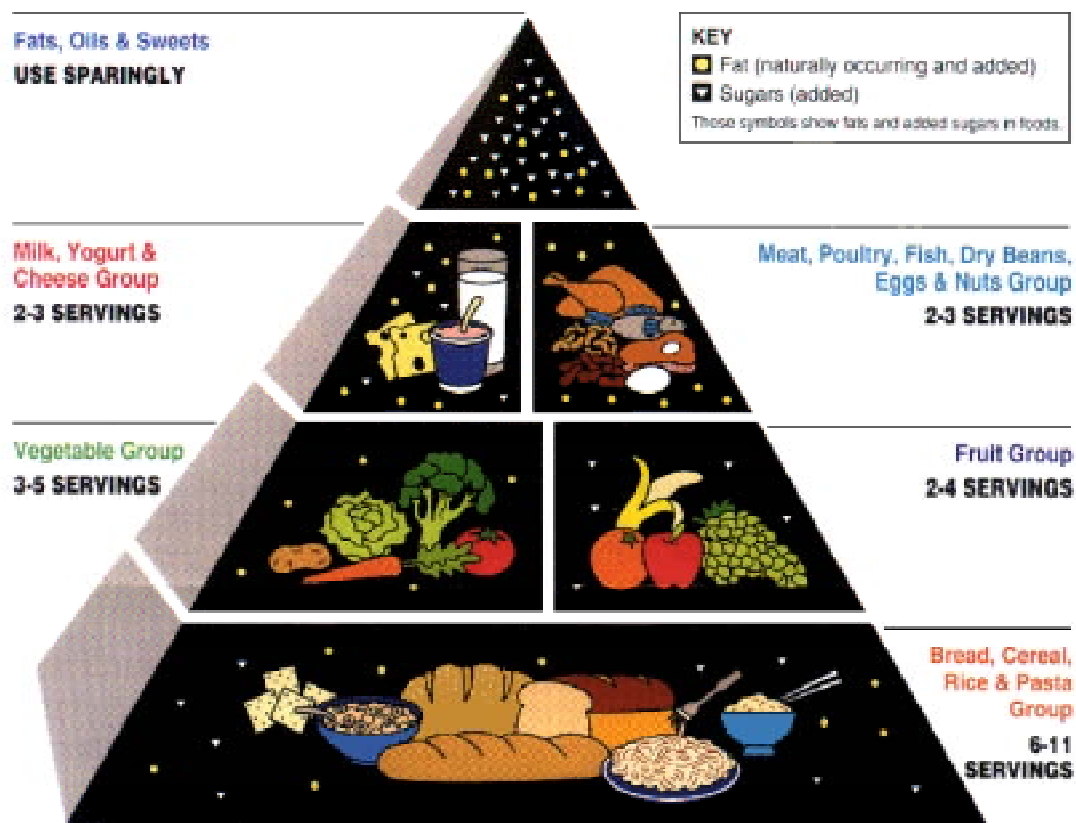 Fats, Oils & Sweets
USE SPARINGLY
KEY
Fat (naturally occurring and added)
Sugars (added)
These symbols show fats and added sugars in foods.
Milk, Yogurt &
Cheese Group
2-3 SERVINGS
Meat, Poultry, Fish, Dry Beans,
Eggs & Nuts Group
2-3 SERVINGS
Vegetable Group
3-5 SERVINGS
Fruit Group
2-4 SERVINGS
Bread, Cereal,
Rice & Pasta
Group
6-11
SERVINGS